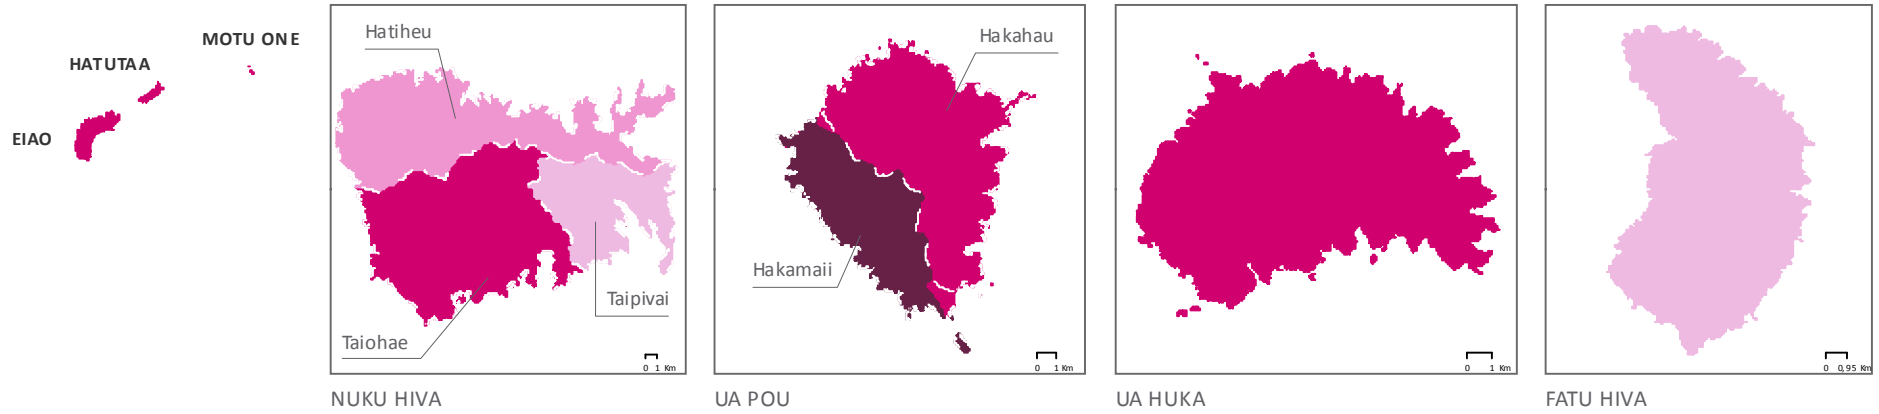 MOTU ONE
HATUTAA
EIAO
Hatiheu
Taipivai
Taiohae
0 1 Km
NUKU HIVA
Hakahau
Hakamaii
0 1 Km
UA POU
0 1 Km
UA HUKA
0 0,95 Km
FATU HIVA